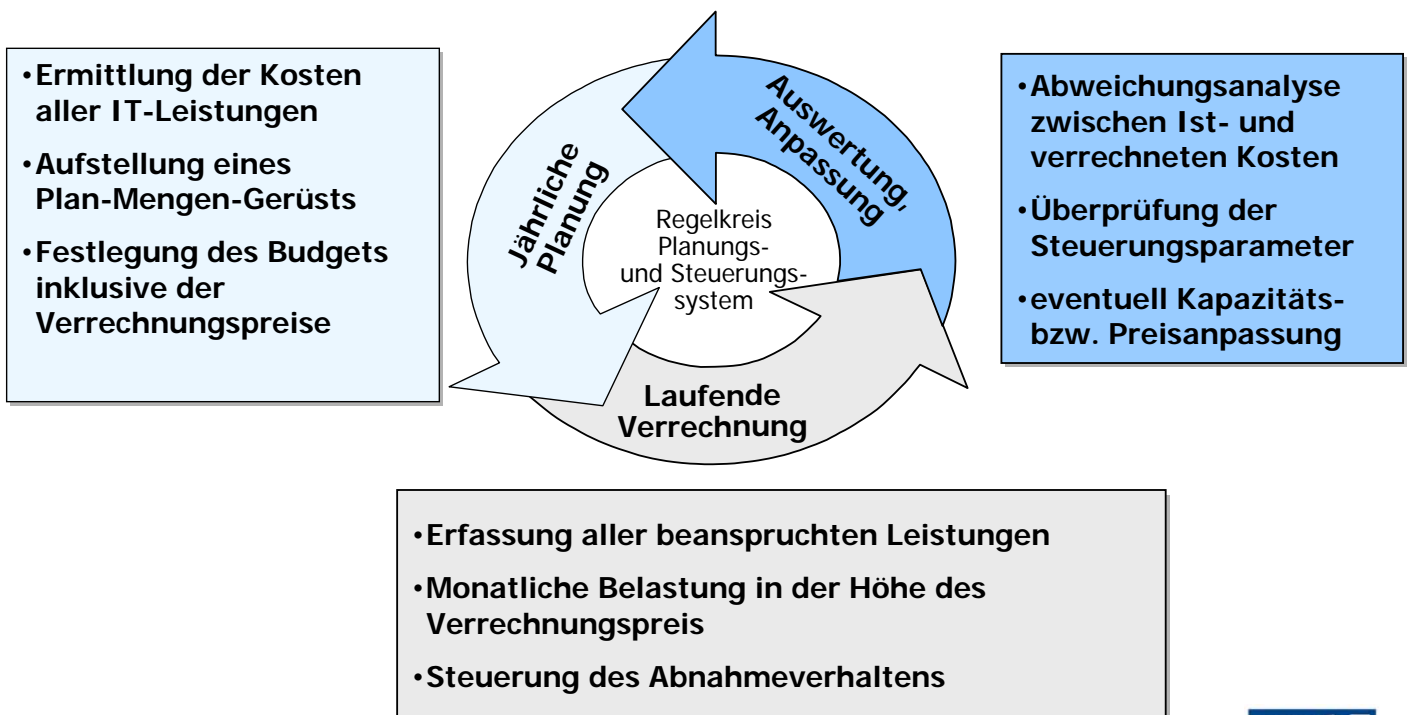 •Ermittlung der Kosten
aller IT-Leistungen
•Aufstellung eines
Plan-Mengen-Gerüsts
•Festlegung des Budgets
inklusive der
Verrechnungspreise
Jährliche
Planung
Auswertung,
Anpassung
Regelkreis
Planungs-
und Steuerungs-
system
Laufende
Verrechnung
•Abweichungsanalyse
zwischen Ist- und
verrechneten Kosten
•Überprüfung der
Steuerungsparameter
•eventuell Kapazitäts-
bzw. Preisanpassung
•Erfassung aller beanspruchten Leistungen
•Monatliche Belastung in der Höhe des
Verrechnungspreis
•Steuerung des Abnahmeverhaltens